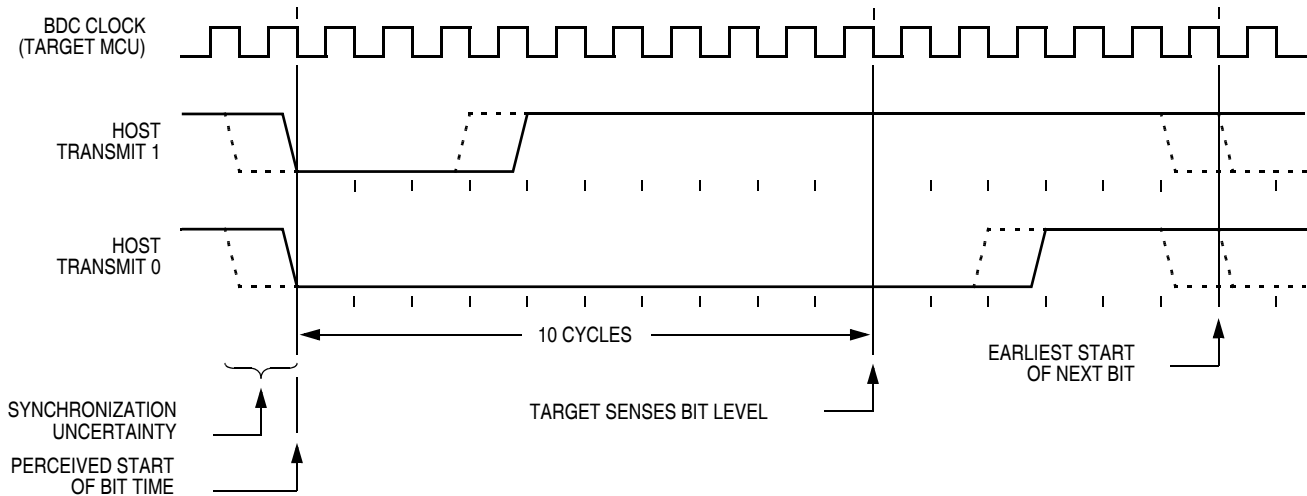 BDC CLOCK
(TARGET MCU)
HOST
TRANSMIT 1
HOST
TRANSMIT 0
10 CYCLES
EARLIEST START
OF NEXT BIT
SYNCHRONIZATION
UNCERTAINTY
TARGET SENSES BIT LEVEL
PERCEIVED START
OF BIT TIME